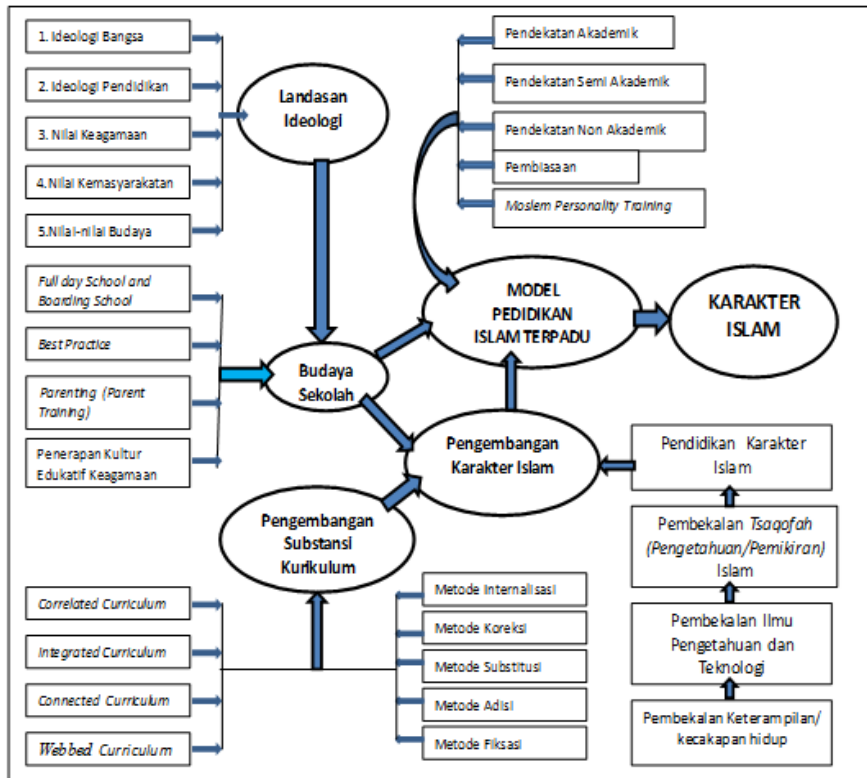 1. Ideologi Bangsa
2. Ideologi Pendidikan
3. Nilai Keagamaan
4. Nilai Kemasyarakatan
5.Nilai-nilai Budaya
Landasan
Ideologi
Pendekatan Akademik
Pendekatan Semi Akademik
Pendekatan Non Akademik
Pembiasaan
Moslem Personality Training
Full day School and
Boarding School
Best Practice
Parenting (Parent
Training)
Penerapan Kultur
Edukatif Keagamaan
Budaya
Sekolah
MODEL
PEDIDIKAN
ISLAM TERPADU
KARAKTER
ISLAM
Pengembangan
Karakter Islam
Pengembangan
Substansi
Kurikulum
Pendidikan Karakter
Islam
Pembekalan Tsaqofah
(Pengetahuan/Pemikiran)
Islam
Pembekalan Ilmu
Pengetahuan dan
Teknologi
Pembekalan Keterampilan/
kecakapan hidup
Correlated Curriculum
Integrated Curriculum
Connected Curriculum
Webbed Curriculum
Metode Internalisasi
Metode Koreksi
Metode Substitusi
Metode Adisi
Metode Fiksasi